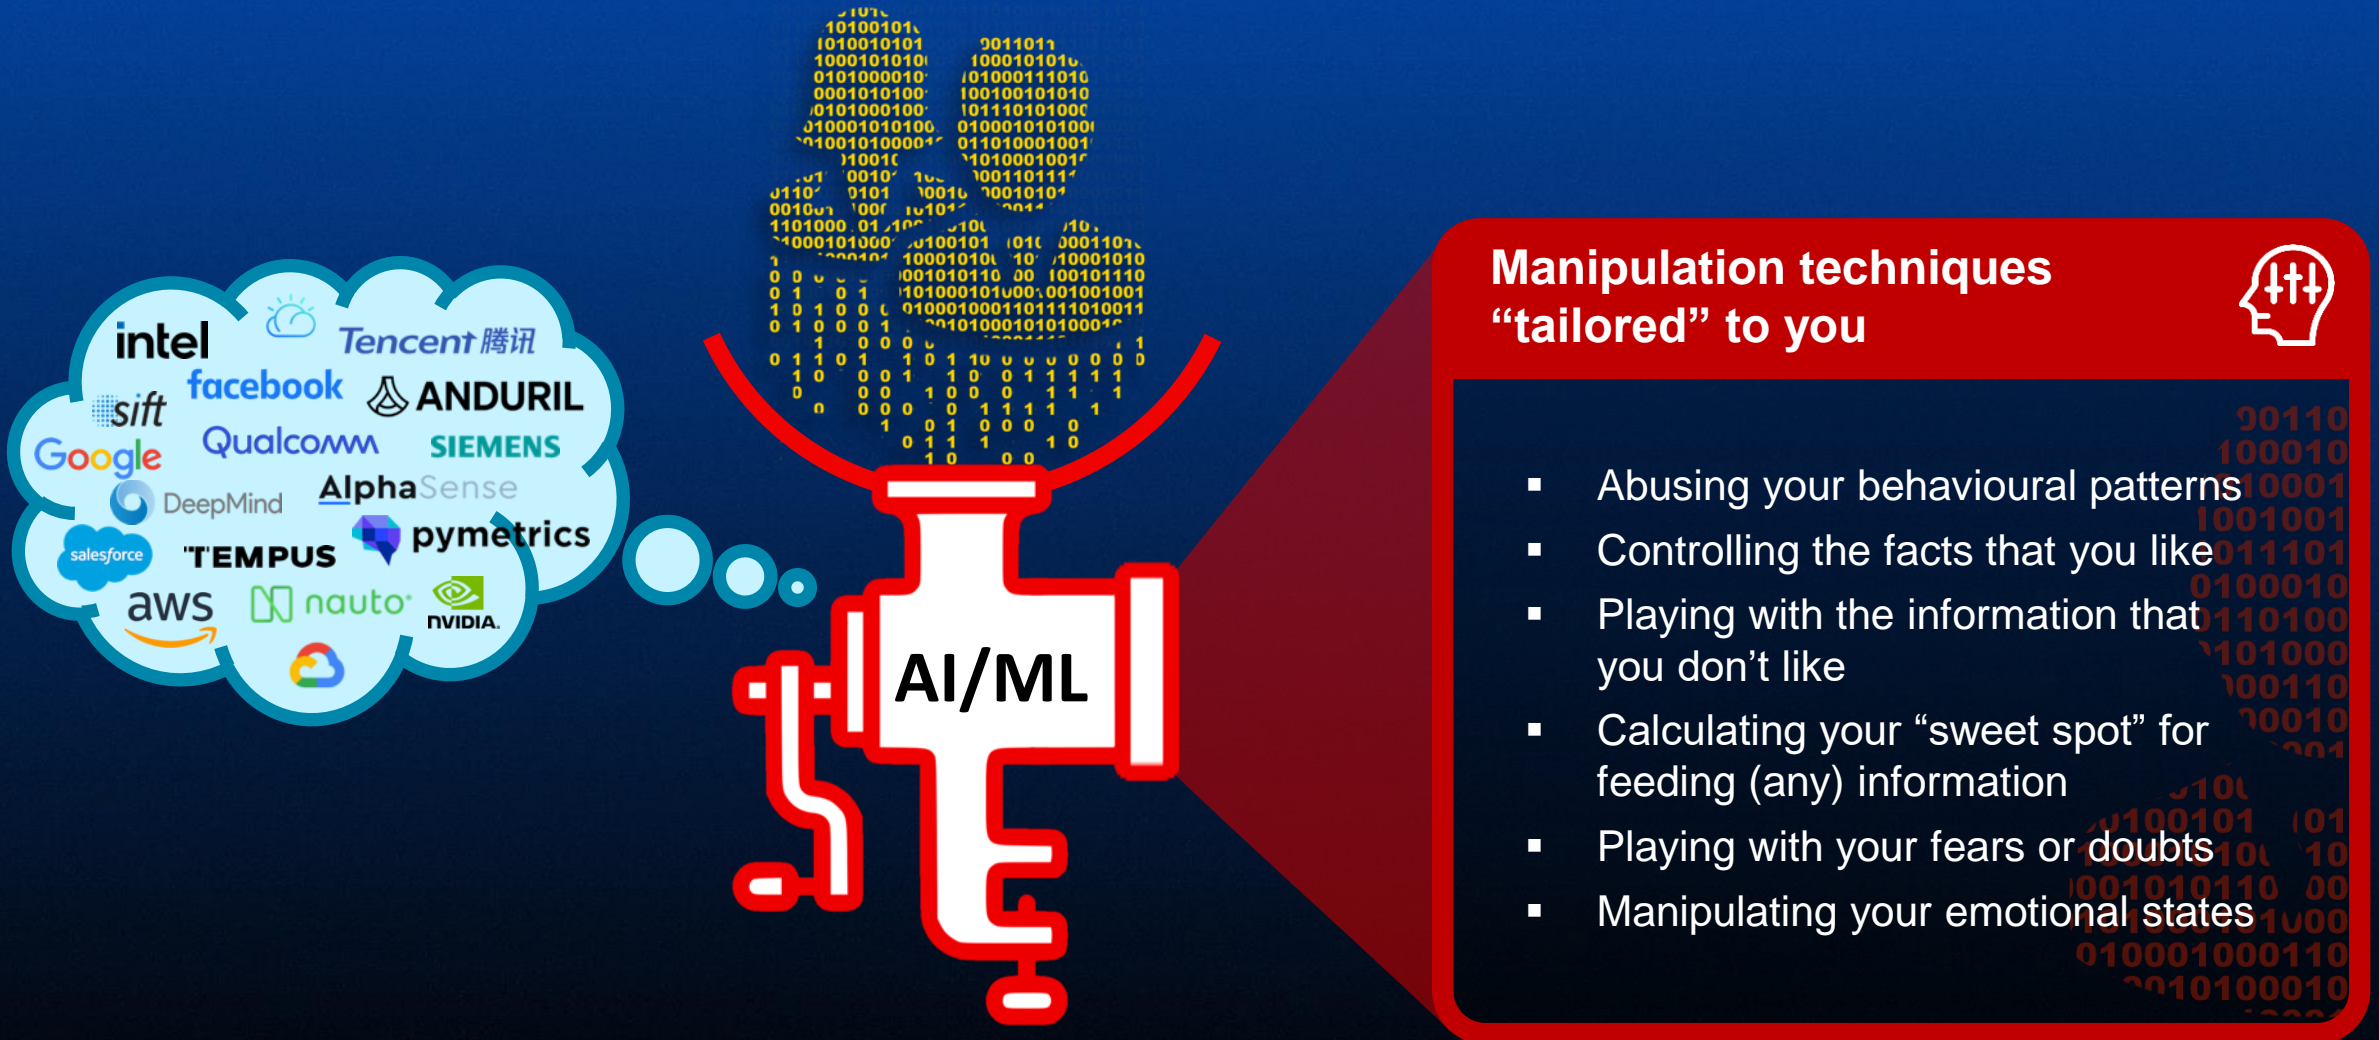 intel
Tencent 腾讯
facebook
ANDURIL
sift
Google
Qualcomm
SIEMENS
DeepMind
AlphaSense
salesforce
TEMPUS
pymetrics
aws
nauto
NVIDIA.
AI/ML
Manipulation techniques
“tailored” to you
▪ Abusing your behavioural patterns
▪ Controlling the facts that you like
▪ Playing with the information that
you don’t like
▪ Calculating your “sweet spot” for
feeding (any) information
▪ Playing with your fears or doubts
▪ Manipulating your emotional states